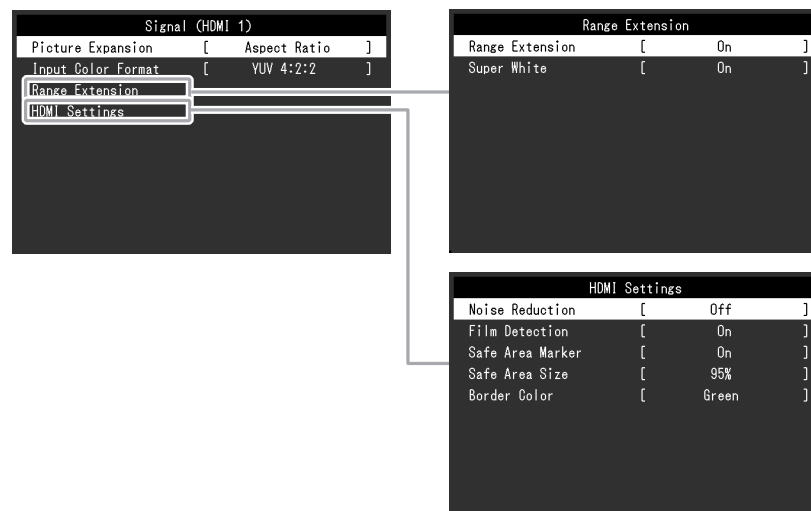 Signal (HDMI 1)
Picture Expansion [ Aspect Ratio ]
Input Color Format [ YUV 4:2:2 ]
Range Extension
HDMI Settings
Range Extension
Range Extension [ On ]
Super White [ On ]
HDMI Settings
Noise Reduction [ Off ]
Film Detection [ On ]
Safe Area Marker [ On ]
Safe Area Size [ 95% ]
Border Color [ Green ]